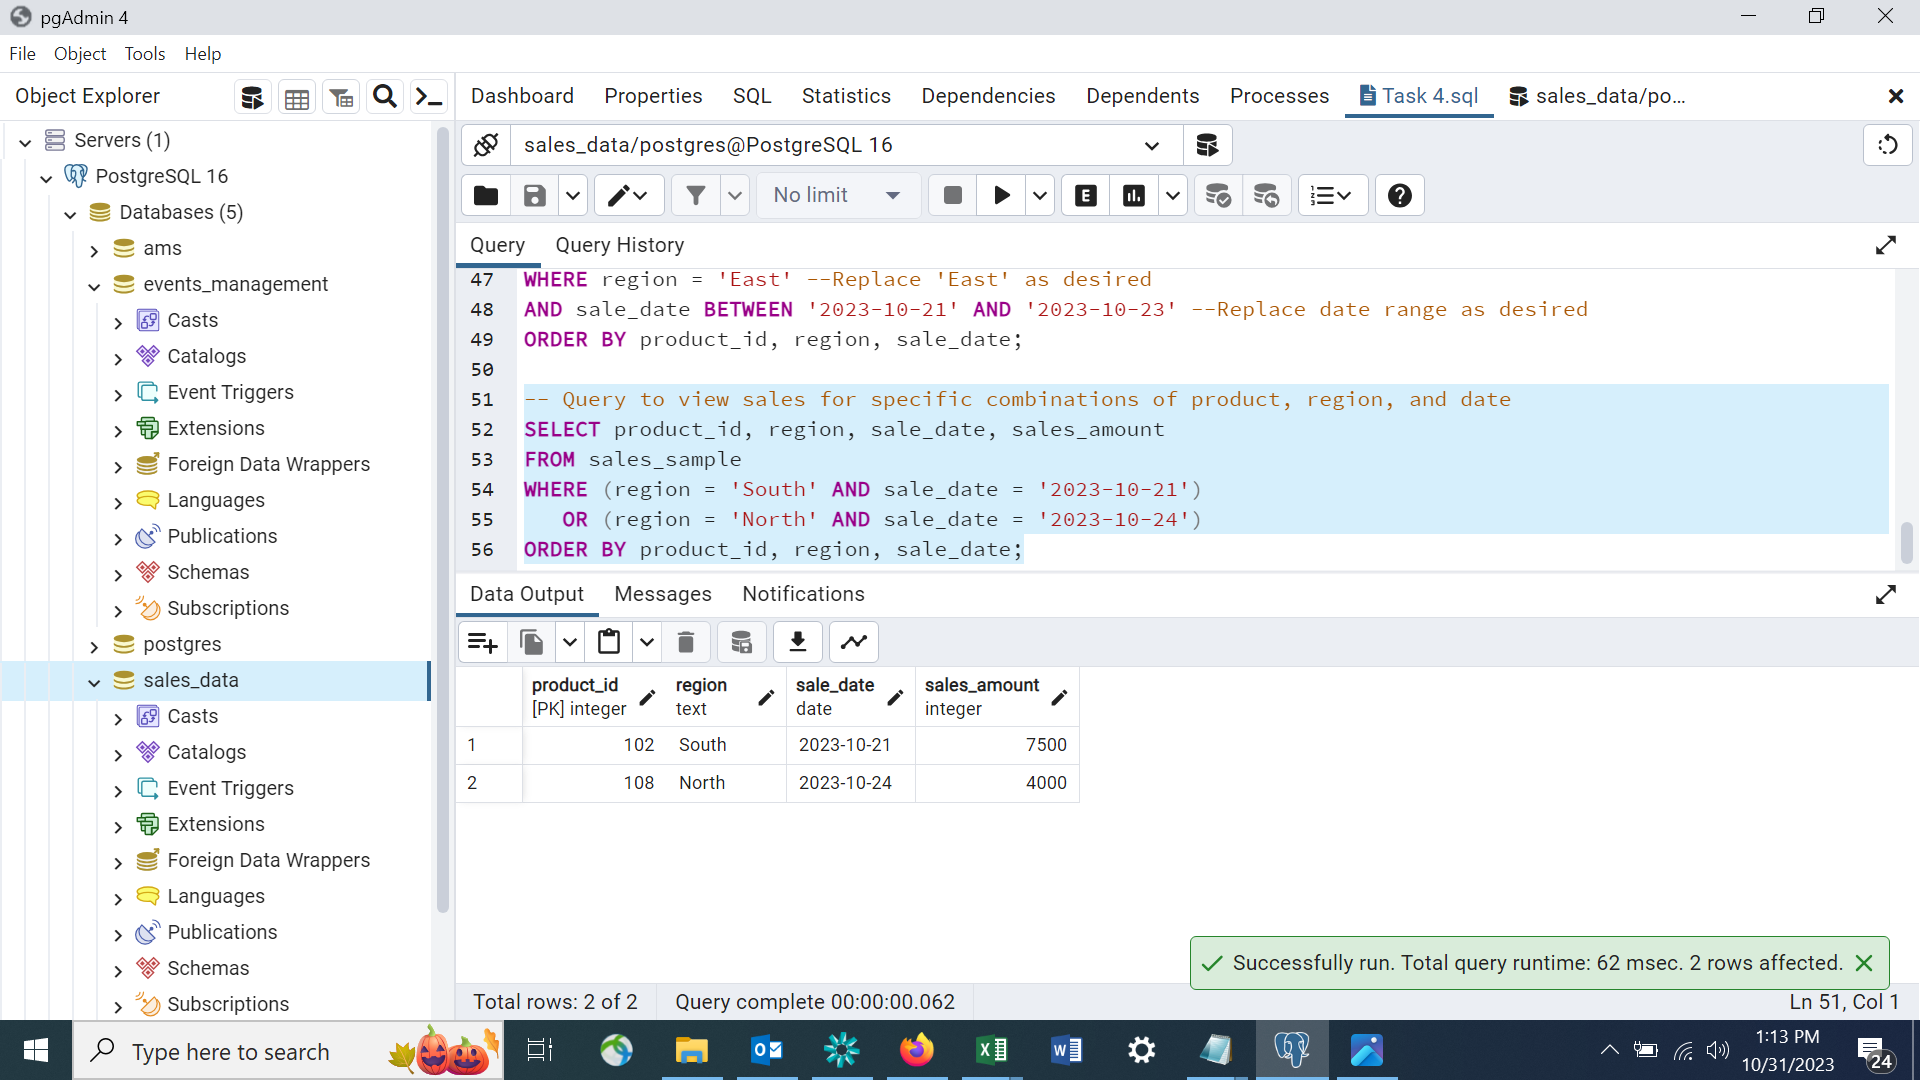 pgAdmin 4
File Object Tools Help
Object Explorer
Dashboard Properties SQL Statistics Dependencies Dependents Processes Task 4.sql sales_data/po...
Servers (1)
PostgreSQL 16
Databases (5)
ams
events_management
Casts
Catalogs
Event Triggers
Extensions
Foreign Data Wrappers
Languages
Publications
Schemas
Subscriptions
postgres
sales_data
Casts
Catalogs
Event Triggers
Extensions
Foreign Data Wrappers
Languages
Publications
Schemas
Subscriptions
sales_data/postgres@PostgreSQL 16
No limit
E
Query Query History
47 WHERE region = 'East' --Replace 'East' as desired
48 AND sale_date BETWEEN '2023-10-21' AND '2023-10-23' --Replace date range as desired
49 ORDER BY product_id, region, sale_date;
50
51 -- Query to view sales for specific combinations of product, region, and date
52 SELECT product_id, region, sale_date, sales_amount
53 FROM sales_sample
54 WHERE (region = 'South' AND sale_date = '2023-10-21')
55 OR (region = 'North' AND sale_date = '2023-10-24')
56 ORDER BY product_id, region, sale_date;
Data Output Messages Notifications
product_id region sale_date sales_amount
[PK] integer text date integer
1 102 South 2023-10-21 7500
2 108 North 2023-10-24 4000
Successfully run. Total query runtime: 62 msec. 2 rows affected.
Total rows: 2 of 2 Query complete 00:00:00.062 Ln 51, Col 1
Type here to search
1:13 PM
10/31/2023
24